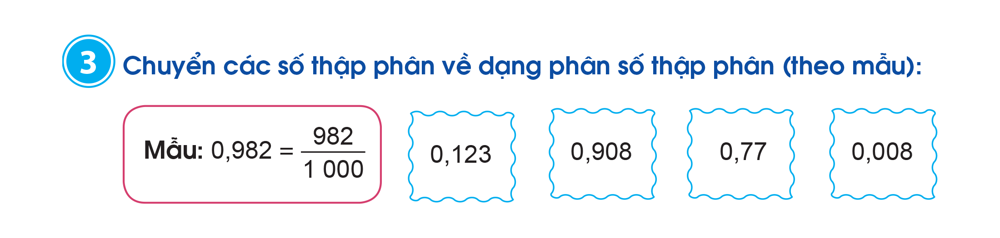 3 Chuyển các số thập phân về dạng phân số thập phân (theo mẫu):
Mẫu: 0,982 = 982/1 000
0,123
0,908
0,77
0,008